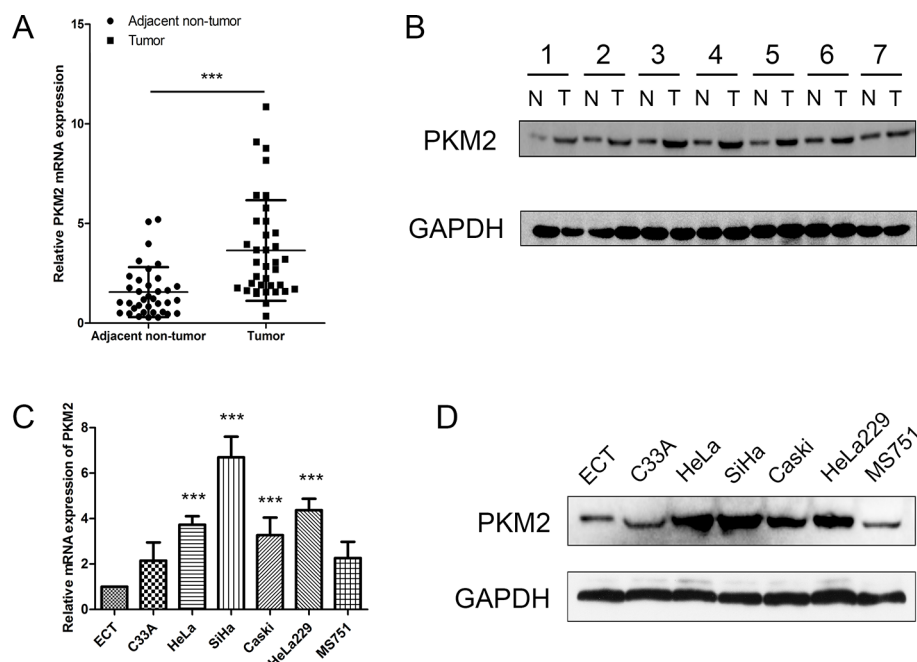 A
15
10
5
0
Relative PKM2 mRNA expression
Adjacent non-tumor
Tumor
***
Adjacent non-tumor Tumor
B
1 2 3 4 5 6 7
N T N T N T N T N T N T N T
PKM2
GAPDH
C
8
6
4
2
0
Relative mRNA expression of PKM2
*** *** *** ***
ECT C33A HeLa SiHa Caski HeLa229 MS751
D
ECT C33A HeLa SiHa Caski HeLa229 MS751
PKM2
GAPDH